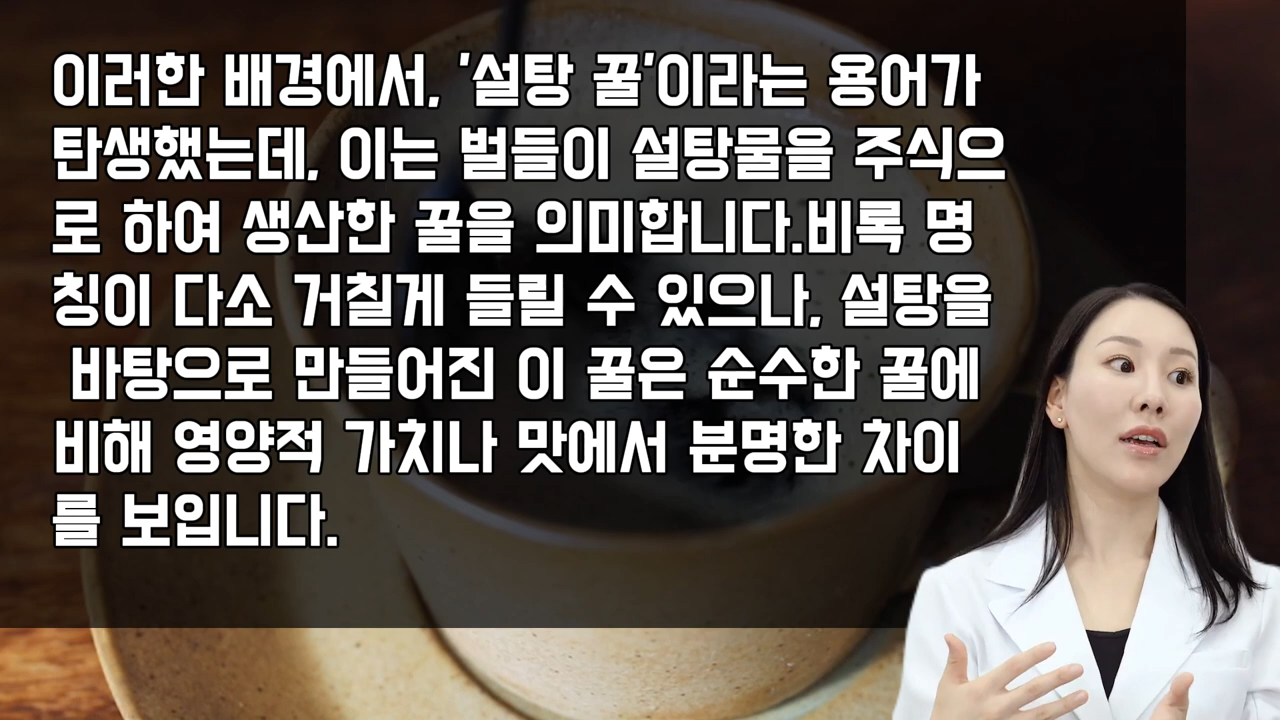 이러한 배경에서, '설탕 꿀'이라는 용어가
탄생했는데, 이는 벌들이 설탕물을 주식으
로 하여 생산한 꿀을 의미합니다.비록 명
칭이 다소 거칠게 들릴 수 있으나, 설탕을
바탕으로 만들어진 이 꿀은 순수한 꿀에
비해 영양적 가치나 맛에서 분명한 차이
를 보입니다.